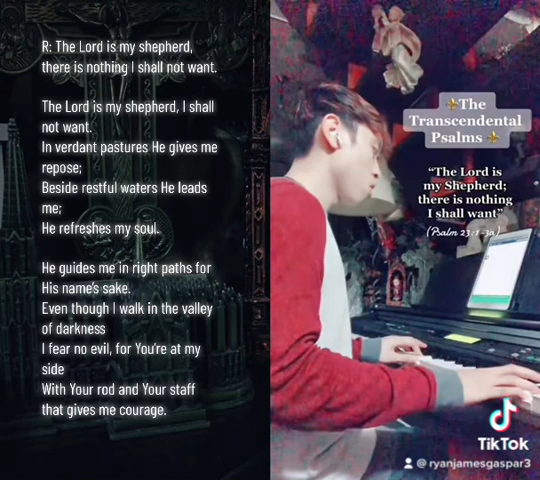 R: The Lord is my shepherd,
there is nothing I shall not want.
The Lord is my shepherd, I shall
not want.
In verdant pastures He gives me
repose;
Beside restful waters He leads
me;
He refreshes my soul.
He guides me in right paths for
His name's sake.
Even though I walk in the valley
of darkness
I fear no evil, for You're at my
side
With Your rod and Your staff
that gives me courage.
The
Transcendental
Psalms
"The Lord is
my Shepherd;
there is nothing
I shall want"
(Psalm 23:1-3a)
TikTok
@ ryanjamesgaspar3